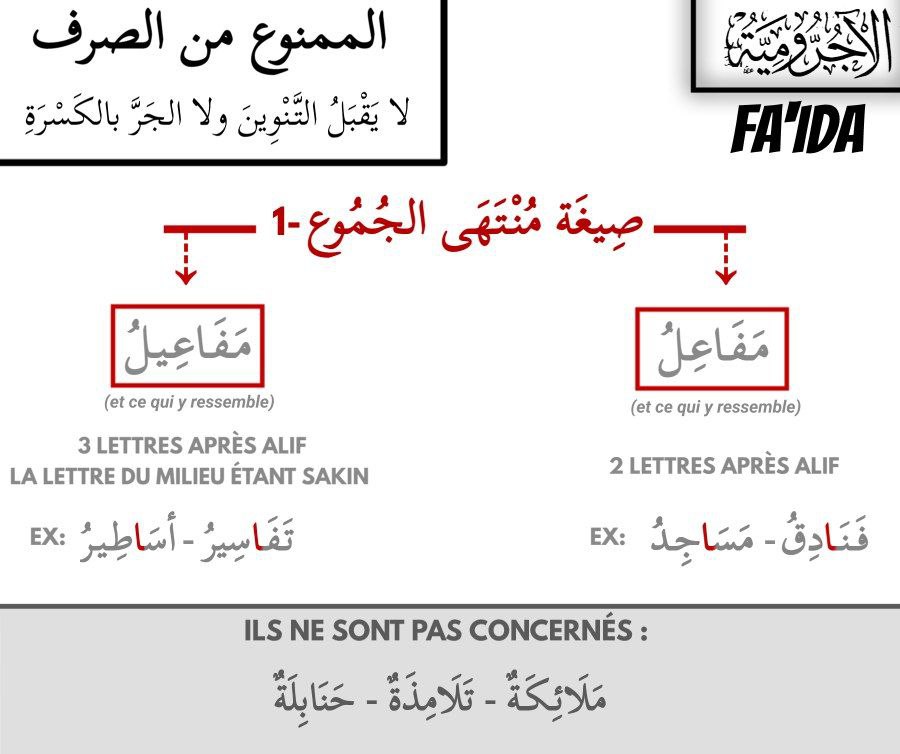 الممنوع من الصرف
لا يَقْبَلُ التَّنْوِينَ ولا الجَرَّ بالكَسْرَةِ
الآجُرُّومِيَّةُ
FA'IDA
1- صِيغَة مُنْتَهَى الجُمُوع
مَفَاعِلُ
(et ce qui y ressemble)
2 LETTRES APRÈS ALIF
EX: فَنَادِقُ - مَسَاجِدُ
مَفَاعِيلُ
(et ce qui y ressemble)
3 LETTRES APRÈS ALIF
LA LETTRE DU MILIEU ÉTANT SAKIN
EX: تَفَاسِيرُ - أسَاطِيرُ
ILS NE SONT PAS CONCERNÉS :
مَلَائِكَةٌ - تَلَامِذَةٌ - حَنَابِلَةٌ